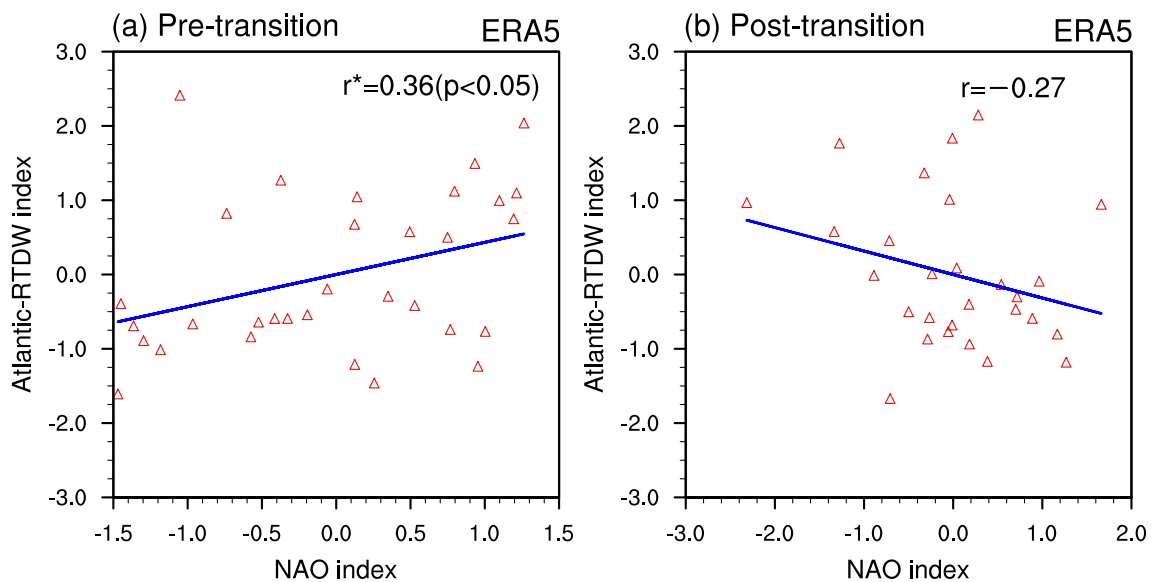 (a) Pre-transition ERA5
r*=0.36(p<0.05)
3.0
2.0
1.0
0.0
-1.0
-2.0
-3.0
Atlantic-RTDW index
-1.5 -1.0 -0.5 0.0 0.5 1.0 1.5
NAO index
(b) Post-transition ERA5
r=−0.27
3.0
2.0
1.0
0.0
-1.0
-2.0
-3.0
Atlantic-RTDW index
-3.0 -2.0 -1.0 0.0 1.0 2.0
NAO index